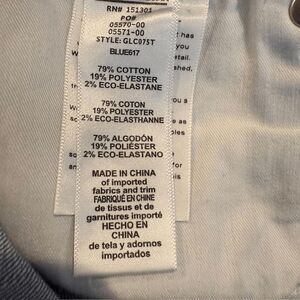 RN# 151301
PO#
05570-00
05571-00
STYLE: GLC07ST
BLUE617
79% COTTON
19% POLYESTER
2% ECO-ELASTANE
79% COTON
19% POLYESTER
2% ECO-ELASTHANNE
79% ALGODÓN
19% POLIÉSTER
2% ECO-ELASTANO
MADE IN CHINA
of imported
fabrics and trim
FABRIQUÉ EN CHINE
de tissus et de
garnitures importé
HECHO EN
CHINA
de tela y adornos
importados